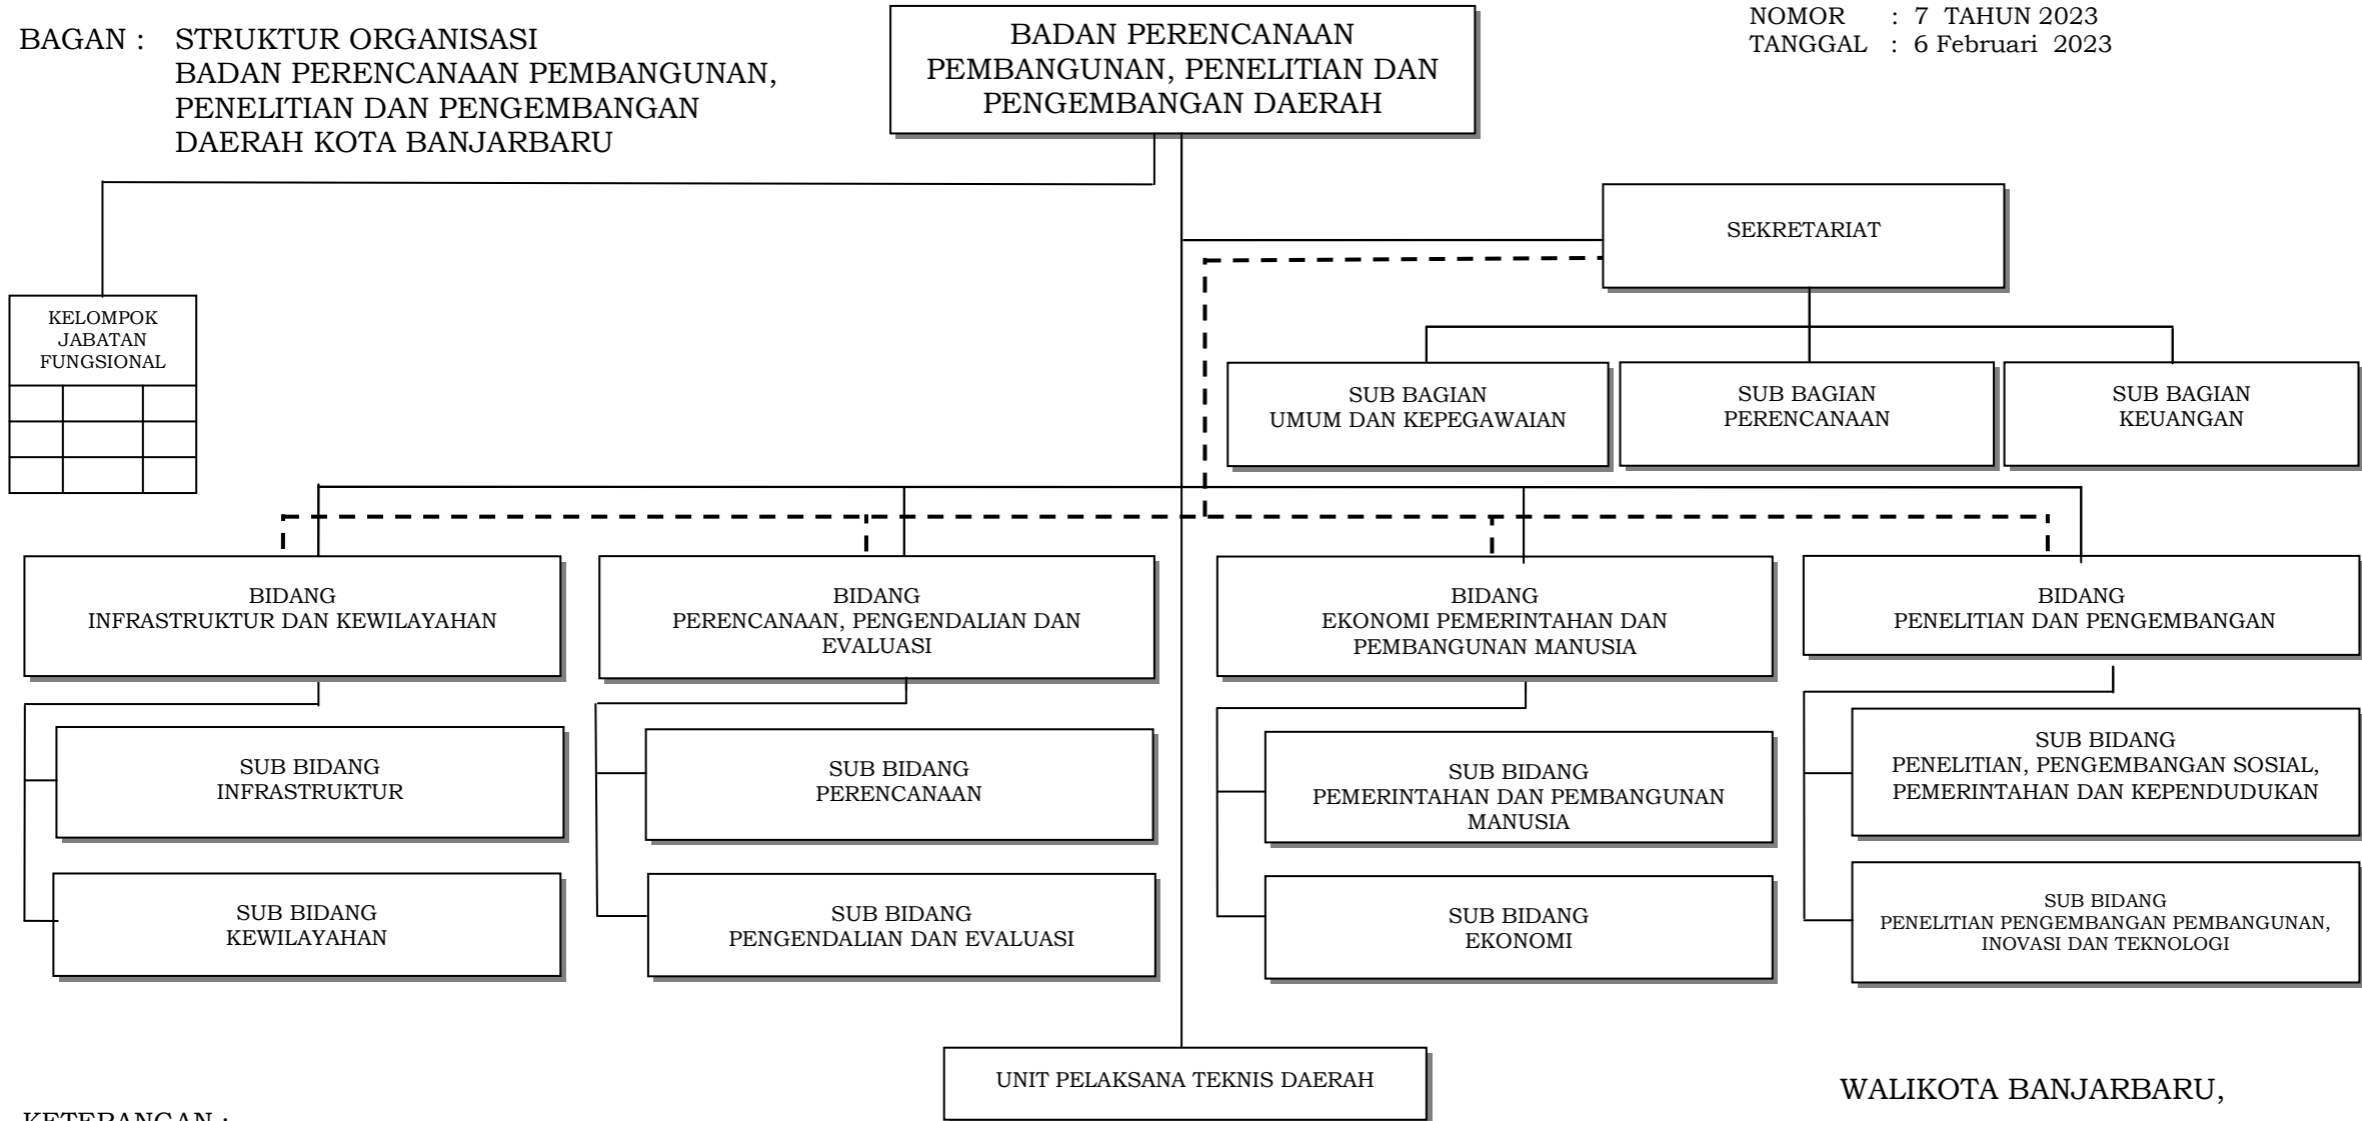 BAGAN : STRUKTUR ORGANISASI
BADAN PERENCANAAN PEMBANGUNAN,
PENELITIAN DAN PENGEMBANGAN
DAERAH KOTA BANJARBARU
BADAN PERENCANAAN
PEMBANGUNAN, PENELITIAN DAN
PENGEMBANGAN DAERAH
NOMOR : 7 TAHUN 2023
TANGGAL : 6 Februari 2023
SEKRETARIAT
KELOMPOK
JABATAN
FUNGSIONAL
SUB BAGIAN
UMUM DAN KEPEGAWAIAN
SUB BAGIAN
PERENCANAAN
SUB BAGIAN
KEUANGAN
BIDANG
INFRASTRUKTUR DAN KEWILAYAHAN
BIDANG
PERENCANAAN, PENGENDALIAN DAN
EVALUASI
BIDANG
EKONOMI PEMERINTAHAN DAN
PEMBANGUNAN MANUSIA
BIDANG
PENELITIAN DAN PENGEMBANGAN
SUB BIDANG
INFRASTRUKTUR
SUB BIDANG
PERENCANAAN
SUB BIDANG
PEMERINTAHAN DAN PEMBANGUNAN
MANUSIA
SUB BIDANG
PENELITIAN, PENGEMBANGAN SOSIAL,
PEMERINTAHAN DAN KEPENDUDUKAN
SUB BIDANG
KEWILAYAHAN
SUB BIDANG
PENGENDALIAN DAN EVALUASI
SUB BIDANG
EKONOMI
SUB BIDANG
PENELITIAN PENGEMBANGAN PEMBANGUNAN,
INOVASI DAN TEKNOLOGI
UNIT PELAKSANA TEKNIS DAERAH
WALIKOTA BANJARBARU,
KETERANGAN :